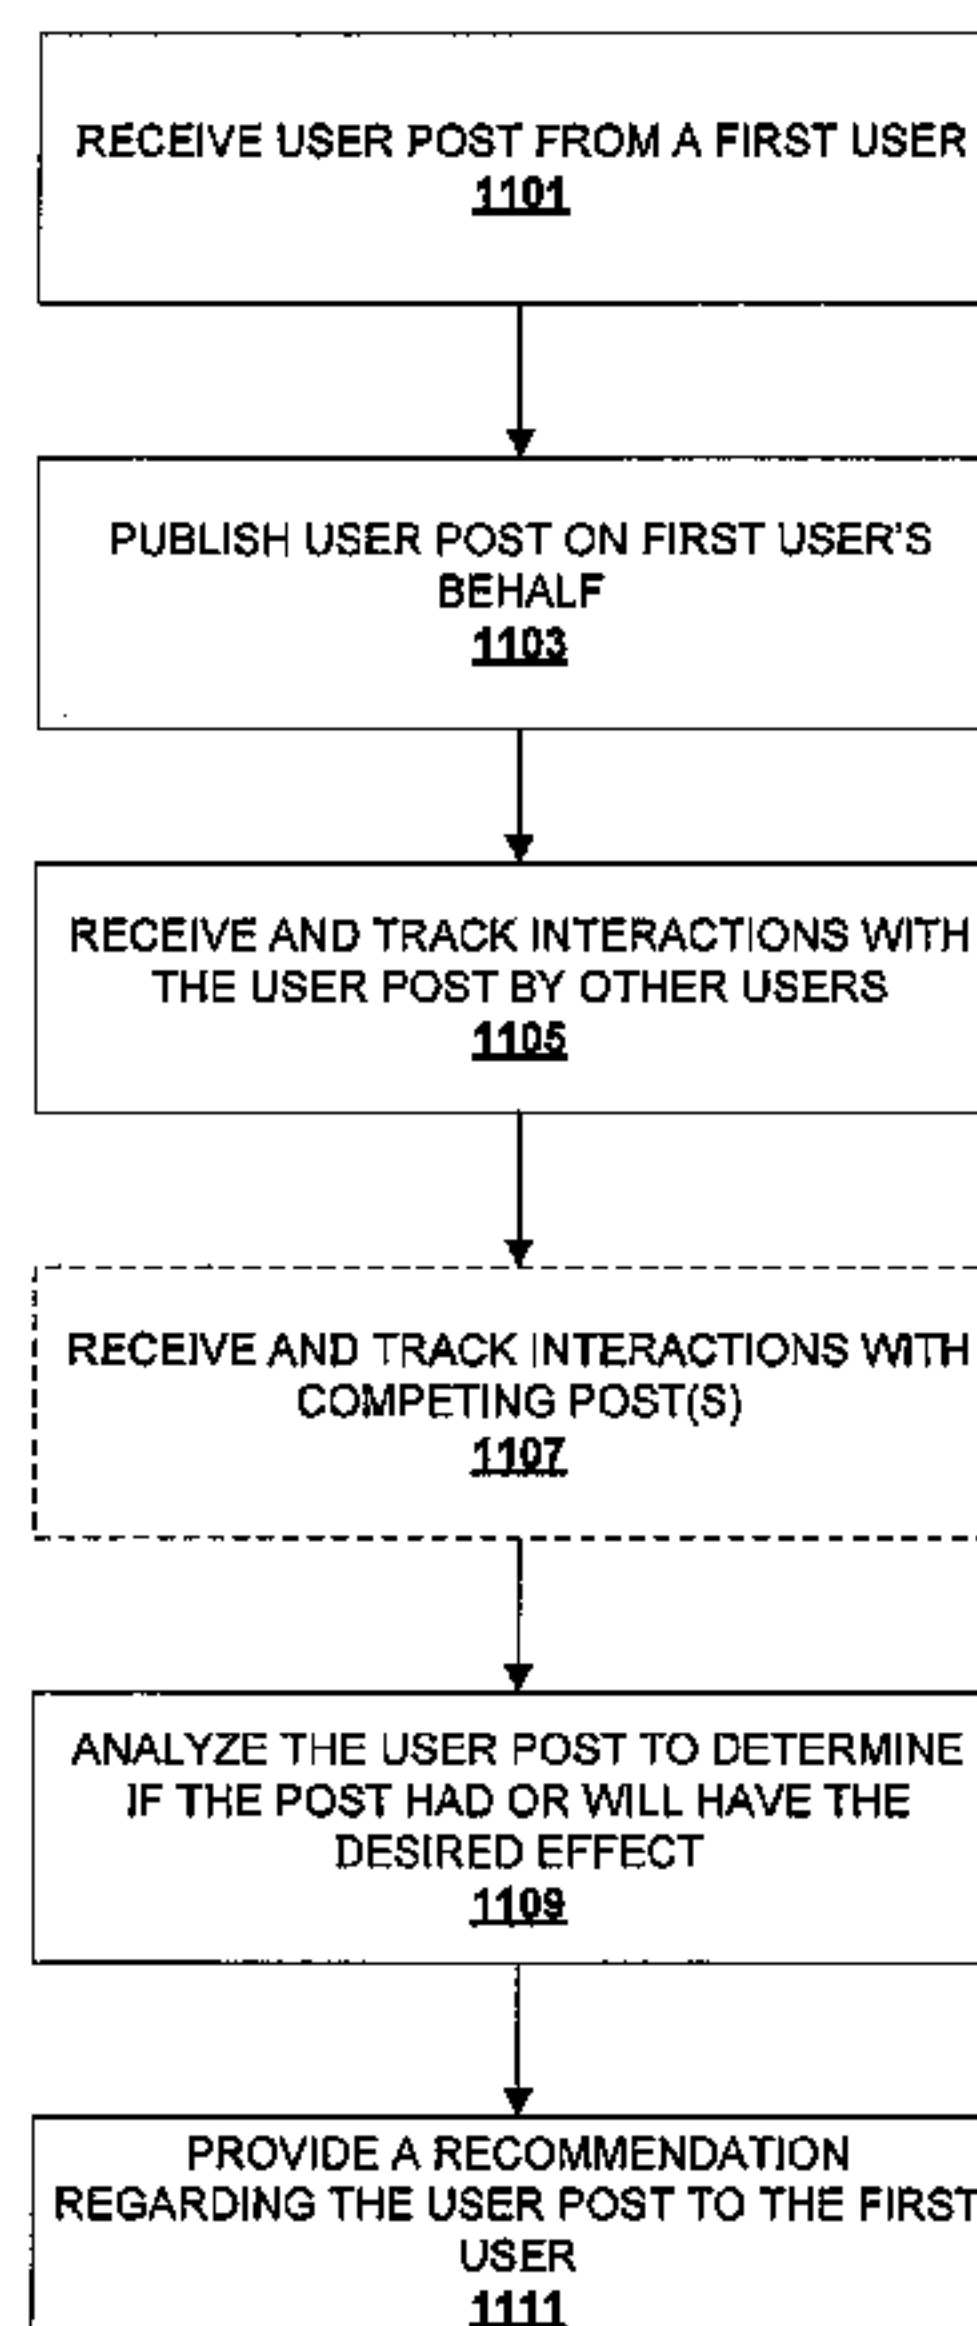 RECEIVE USER POST FROM A FIRST USER
1101
PUBLISH USER POST ON FIRST USER'S
BEHALF
1103
RECEIVE AND TRACK INTERACTIONS WITH
THE USER POST BY OTHER USERS
1105
RECEIVE AND TRACK INTERACTIONS WITH
COMPETING POST(S)
1107
ANALYZE THE USER POST TO DETERMINE
IF THE POST HAD OR WILL HAVE THE
DESIRED EFFECT
1109
PROVIDE A RECOMMENDATION
REGARDING THE USER POST TO THE FIRST
USER
1111